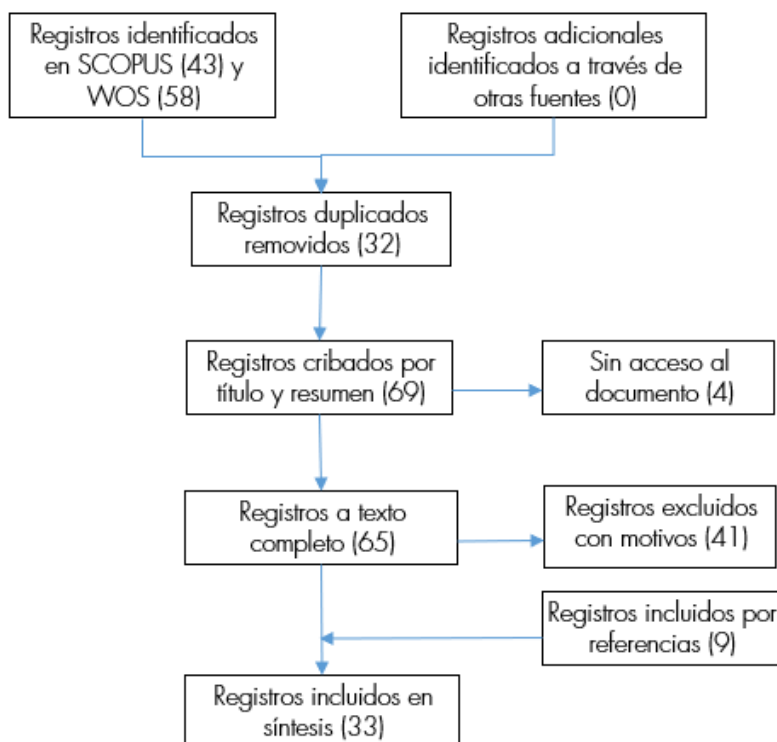 Registros identificados
en SCOPUS (43) y
WOS (58)
Registros adicionales
identificados a través de
otras fuentes (0)
Registros duplicados
removidos (32)
Registros cribados por
título y resumen (69)
Sin acceso al
documento (4)
Registros a texto
completo (65)
Registros excluidos
con motivos (41)
Registros incluidos por
referencias (9)
Registros incluidos en
síntesis (33)